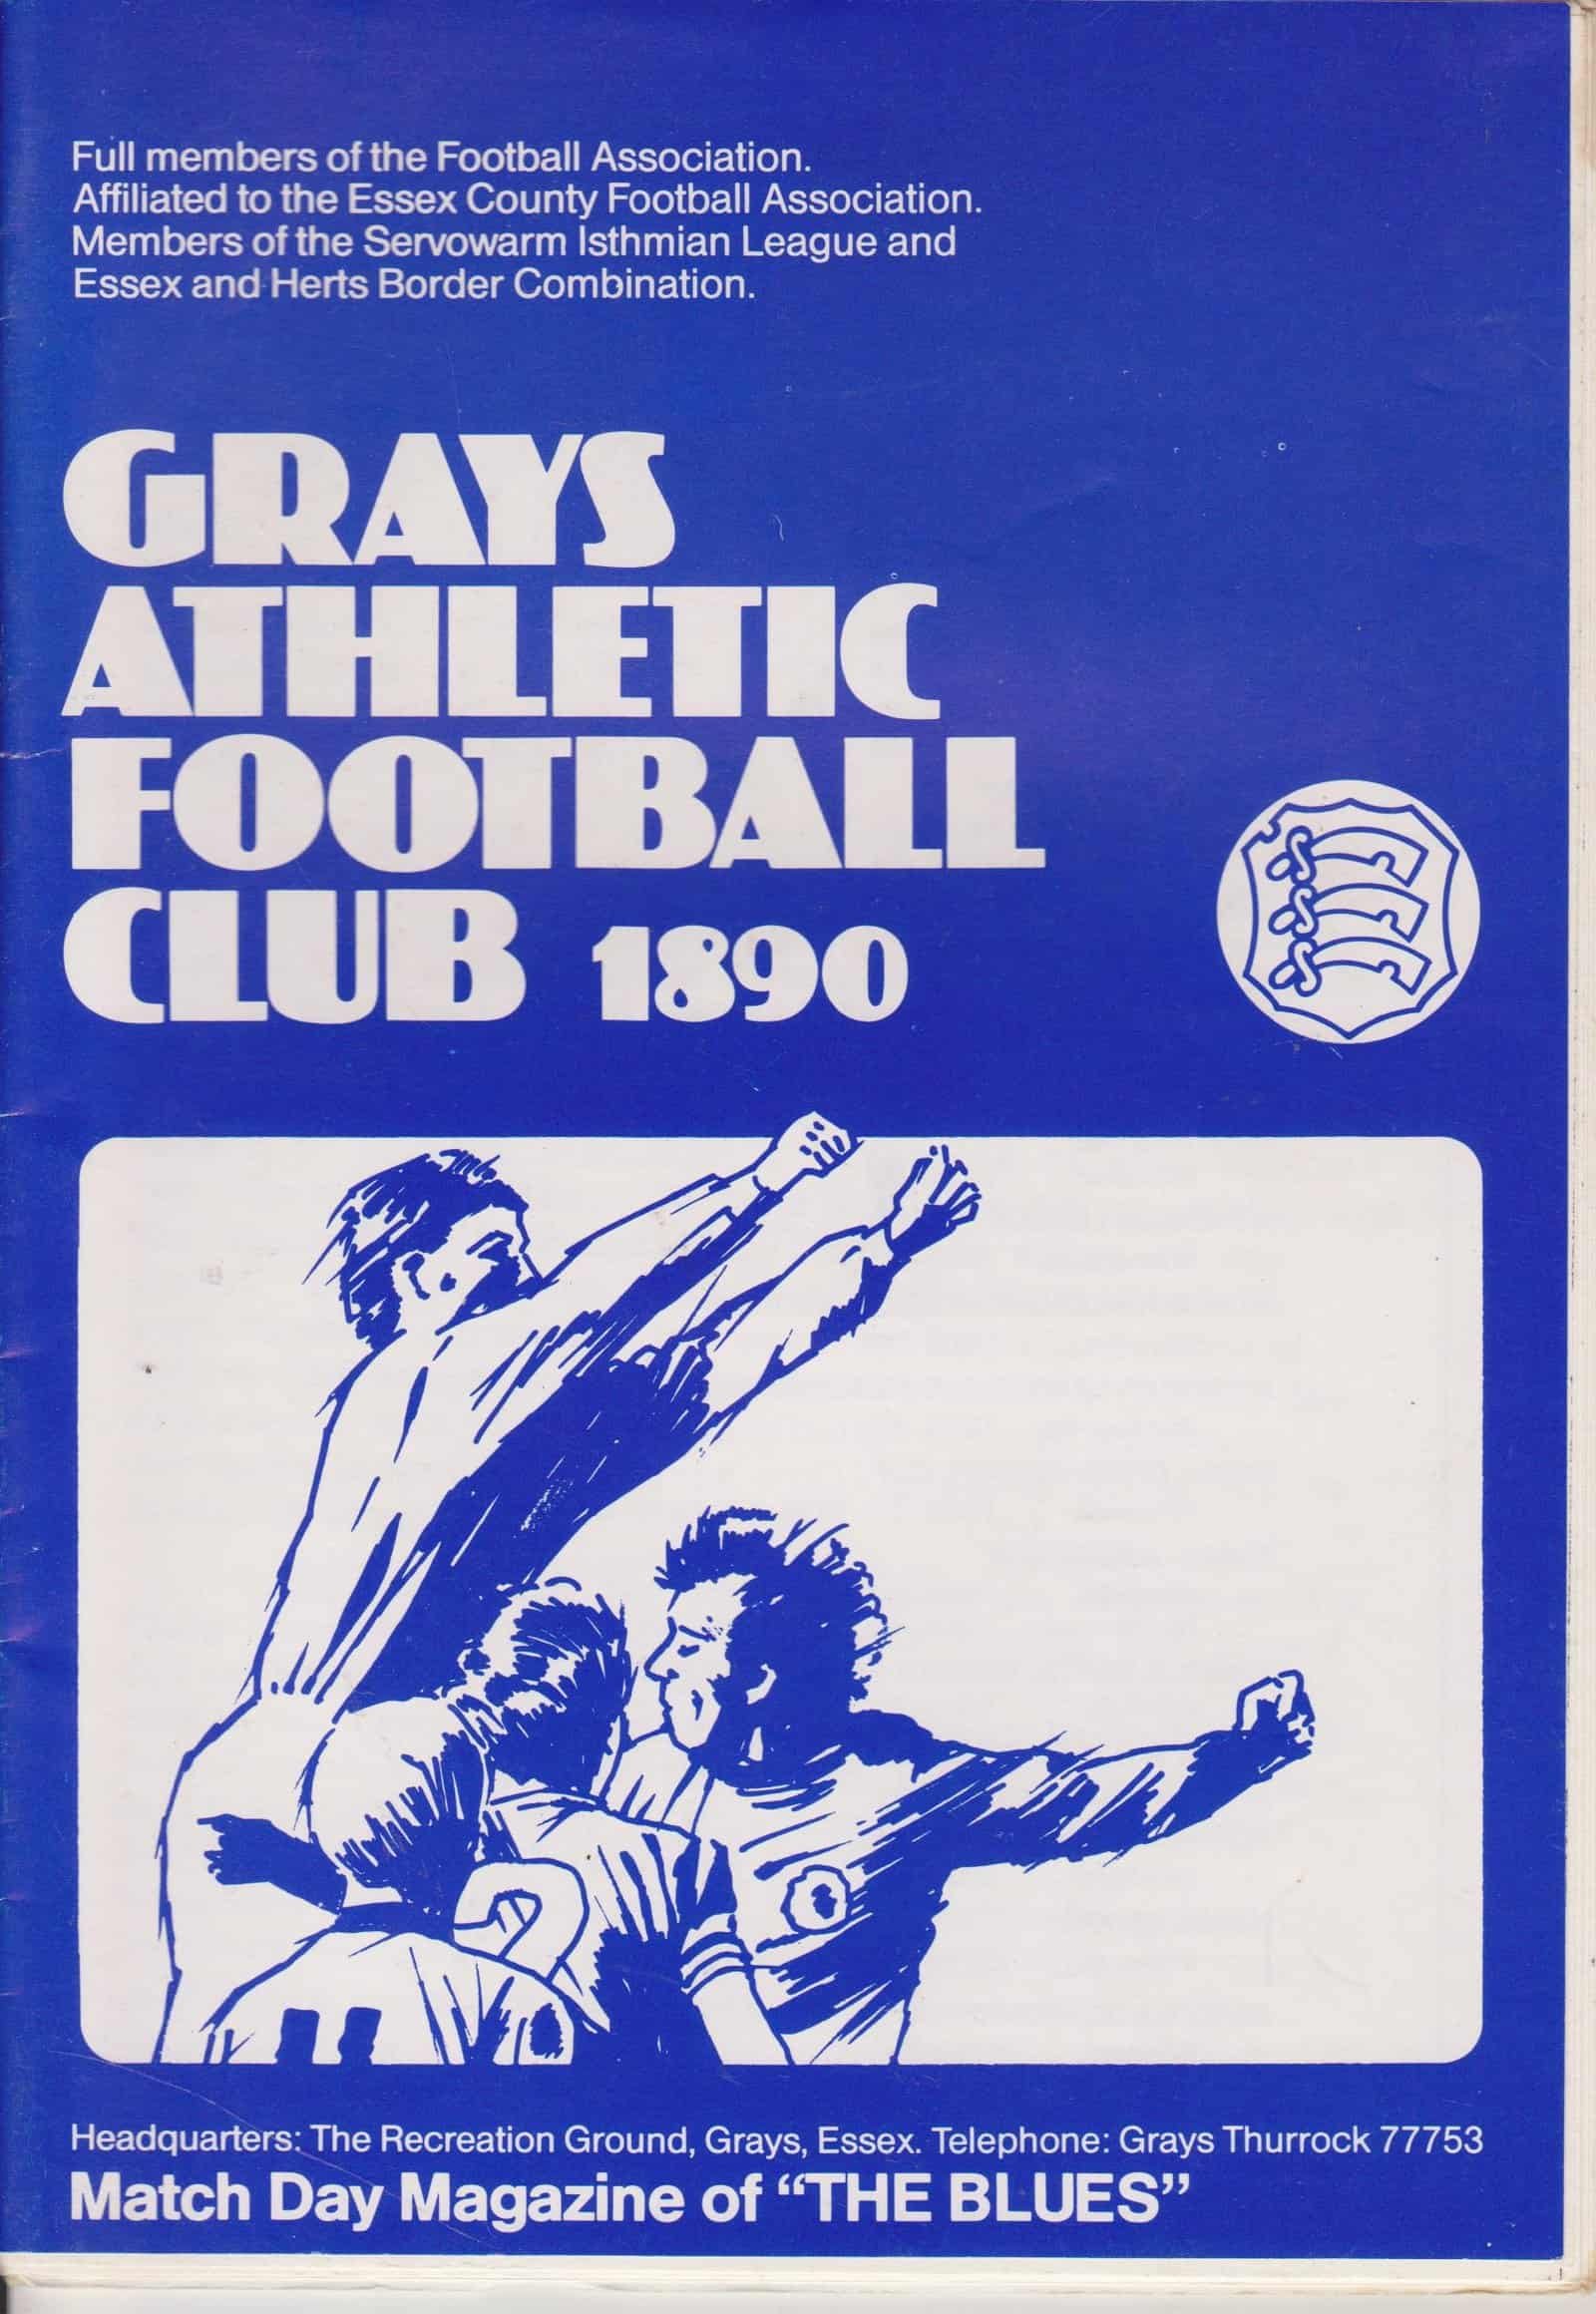 Full members of the Football Association.
Affiliated to the Essex County Football Association.
Members of the Servowarm Isthmian League and
Essex and Herts Border Combination.
GRAYS
ATHLETIC
FOOTBALL
CLUB 1890
Headquarters: The Recreation Ground, Grays, Essex. Telephone: Grays Thurrock 77753
Match Day Magazine of “THE BLUES”